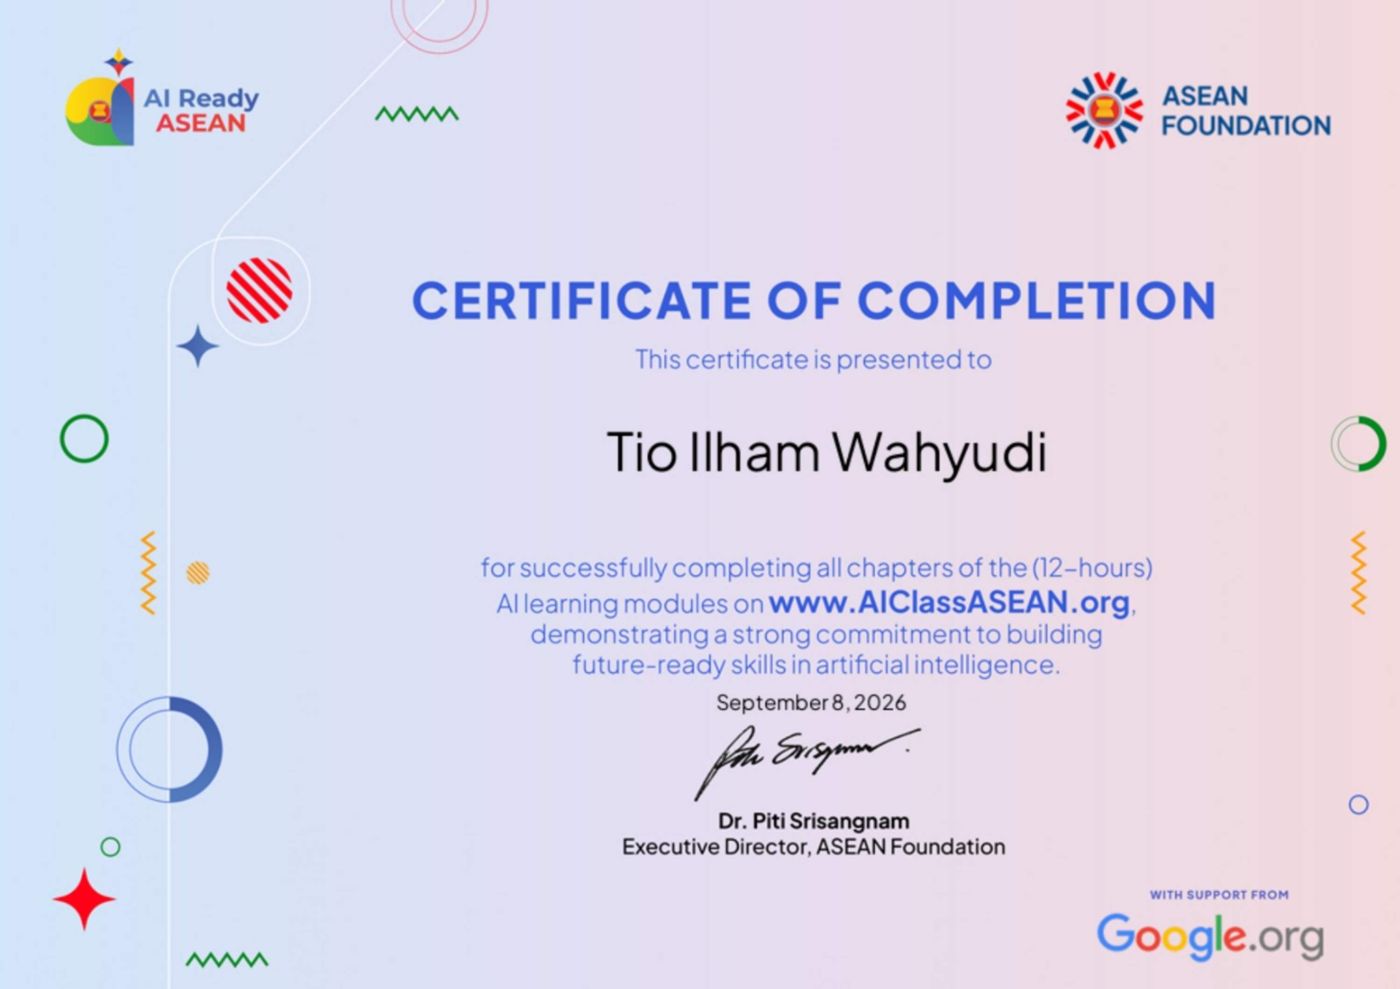 AI Ready
ASEAN
ASEAN
FOUNDATION
CERTIFICATE OF COMPLETION
This certificate is presented to
Tio Ilham Wahyudi
for successfully completing all chapters of the (12-hours)
AI learning modules on www.AIClassASEAN.org,
demonstrating a strong commitment to building
future-ready skills in artificial intelligence.
September 8, 2026
Dr. Piti Srisangnam
Executive Director, ASEAN Foundation
WITH SUPPORT FROM
Google.org